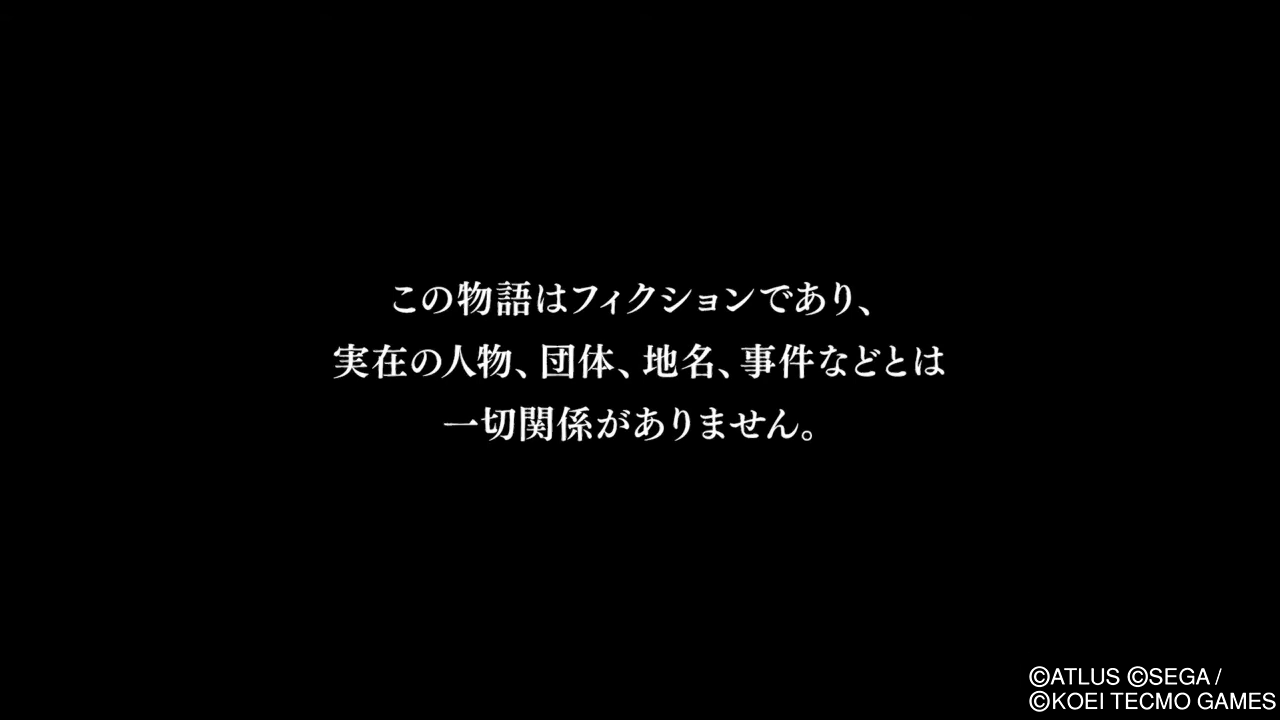 この物語はフィクションであり、
実在の人物、団体、地名、事件などとは
一切関係がありません。
©ATLUS ©SEGA /
©KOEI TECMO GAMES